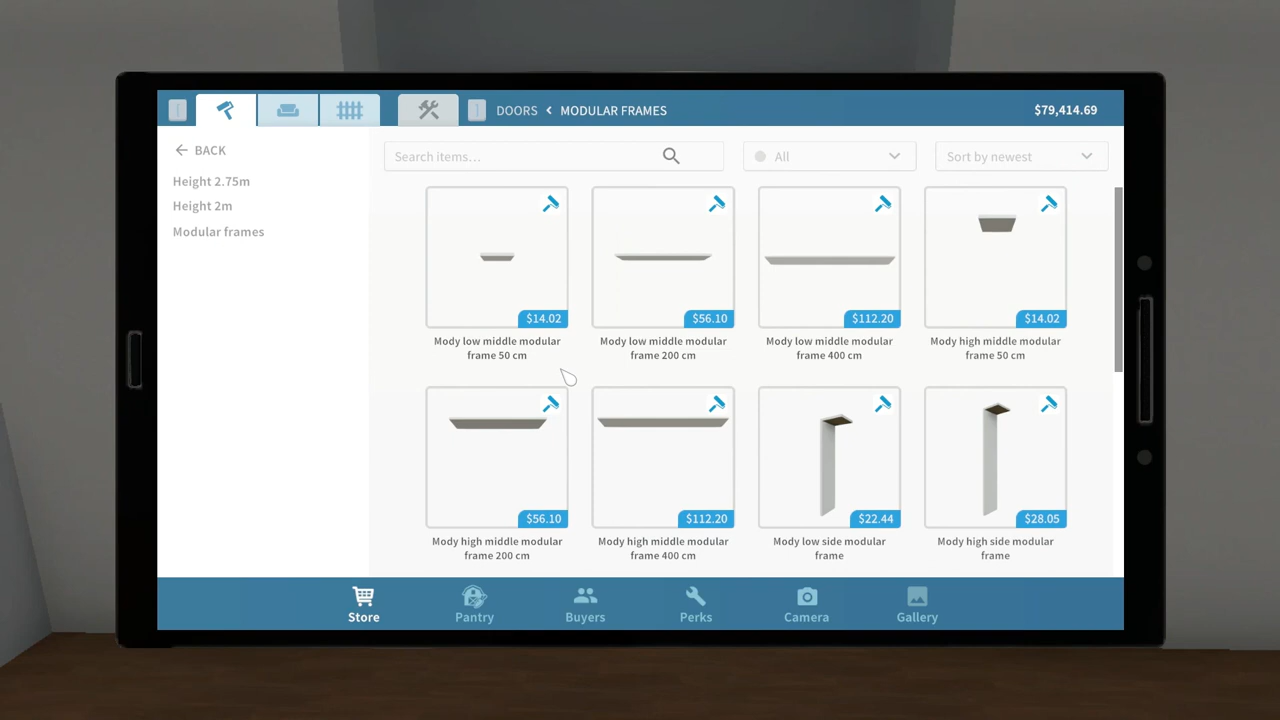 DOORS < MODULAR FRAMES
$79,414.69
BACK
Height 2.75m
Height 2m
Modular frames
Search items...
All
Sort by newest
$14.02
$56.10
$112.20
$14.02
Mody low middle modular
frame 50 cm
Mody low middle modular
frame 200 cm
Mody low middle modular
frame 400 cm
Mody high middle modular
frame 50 cm
$56.10
$112.20
$22.44
$28.05
Mody high middle modular
frame 200 cm
Mody high middle modular
frame 400 cm
Mody low side modular
frame
Mody high side modular
frame
Store
Pantry
Buyers
Perks
Camera
Gallery